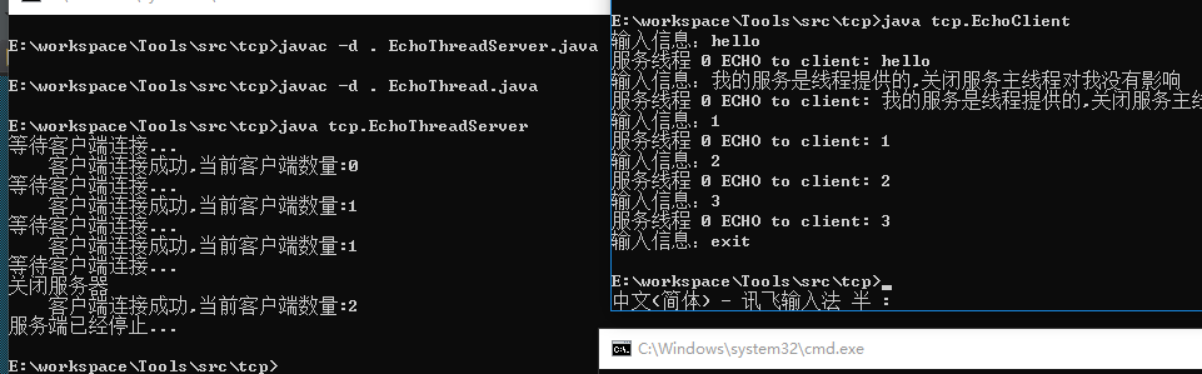 E:\workspace\Tools\src\tcp>javac -d . EchoThreadServer.java
E:\workspace\Tools\src\tcp>javac -d . EchoThread.java
E:\workspace\Tools\src\tcp>java tcp.EchoThreadServer
等待客户端连接...
客户端连接成功,当前客户端数量:0
等待客户端连接...
客户端连接成功,当前客户端数量:1
等待客户端连接...
客户端连接成功,当前客户端数量:1
等待客户端连接...
关闭服务器
客户端连接成功,当前客户端数量:2
服务端已经停止...
E:\workspace\Tools\src\tcp>
E:\workspace\Tools\src\tcp>java tcp.EchoClient
输入信息：hello
服务线程 0 ECHO to client: hello
输入信息：我的服务是线程提供的,关闭服务主线程对我没有影响
服务线程 0 ECHO to client: 我的服务是线程提供的,关闭服务主
输入信息：1
服务线程 0 ECHO to client: 1
输入信息：2
服务线程 0 ECHO to client: 2
输入信息：3
服务线程 0 ECHO to client: 3
输入信息：exit
E:\workspace\Tools\src\tcp>
中文(简体) - 讯飞输入法 半 :
C:\Windows\system32\cmd.exe